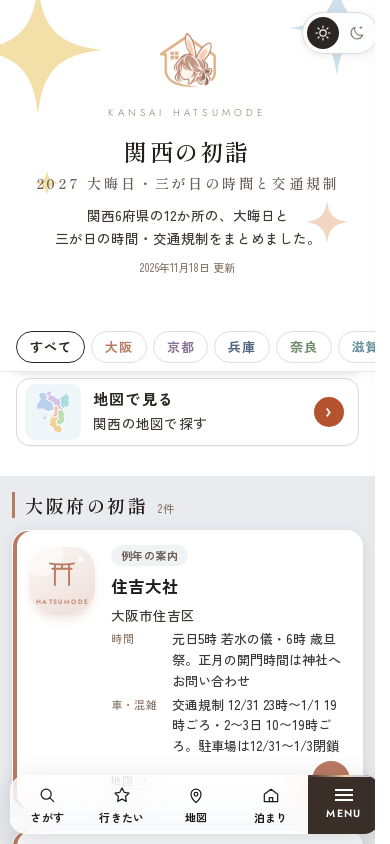 KANSAI HATSUMODE
関西の初詣
2027 大晦日・三が日の時間と交通規制
関西6府県の12か所の、大晦日と
三が日の時間・交通規制をまとめました。
2026年11月18日 更新
すべて 大阪 京都 兵庫 奈良 滋賀
地図で見る
関西の地図で探す
大阪府の初詣 2件
例年の案内
HATSUMODE
住吉大社
大阪市住吉区
時間 元日5時 若水の儀・6時 歳旦
祭。正月の開門時間は神社へ
お問い合わせ
車・混雑 交通規制 12/31 23時〜1/1 19
時ごろ・2〜3日 10〜19時ご
ろ。駐車場は12/31〜1/3閉鎖
地図 ↗
さがす 行きたい 地図 泊まり MENU